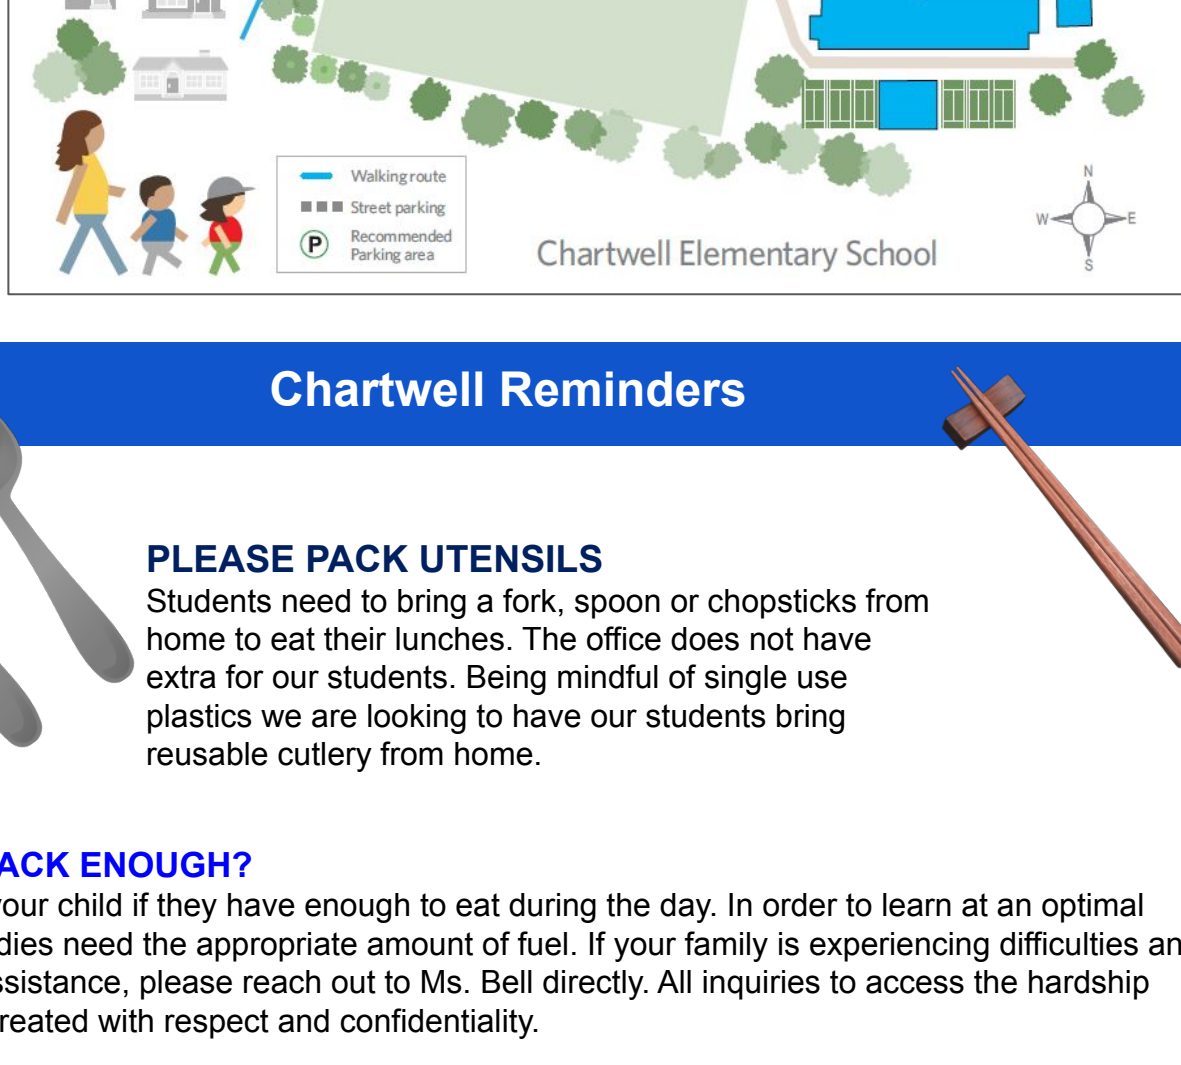 Walking route
Street parking
P Recommended
Parking area
Chartwell Elementary School
N
W E
S
Chartwell Reminders
PLEASE PACK UTENSILS
Students need to bring a fork, spoon or chopsticks from
home to eat their lunches. The office does not have
extra for our students. Being mindful of single use
plastics we are looking to have our students bring
reusable cutlery from home.
ACK ENOUGH?
your child if they have enough to eat during the day. In order to learn at an optimal
dies need the appropriate amount of fuel. If your family is experiencing difficulties an
ssistance, please reach out to Ms. Bell directly. All inquiries to access the hardship
reated with respect and confidentiality.